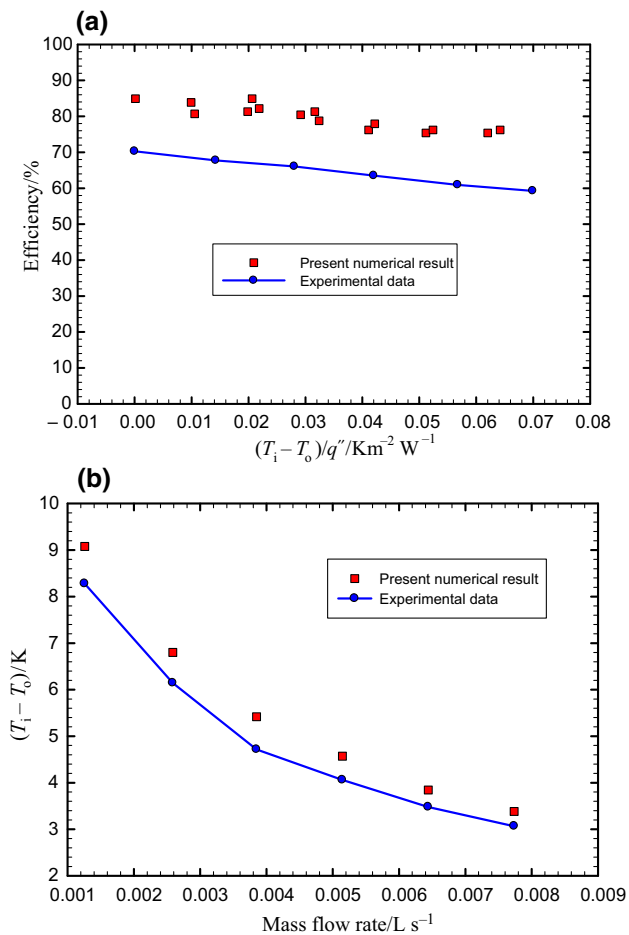 (a)
100
90
80
70
60
50
40
30
20
10
0
Efficiency/%
Present numerical result
Experimental data
– 0.01 0.00 0.01 0.02 0.03 0.04 0.05 0.06 0.07 0.08
(Ti – To)/q″/Km−2 W−1
(b)
10
9
8
7
6
5
4
3
2
(Ti – To)/K
Present numerical result
Experimental data
0.001 0.002 0.003 0.004 0.005 0.006 0.007 0.008 0.009
Mass flow rate/L s−1